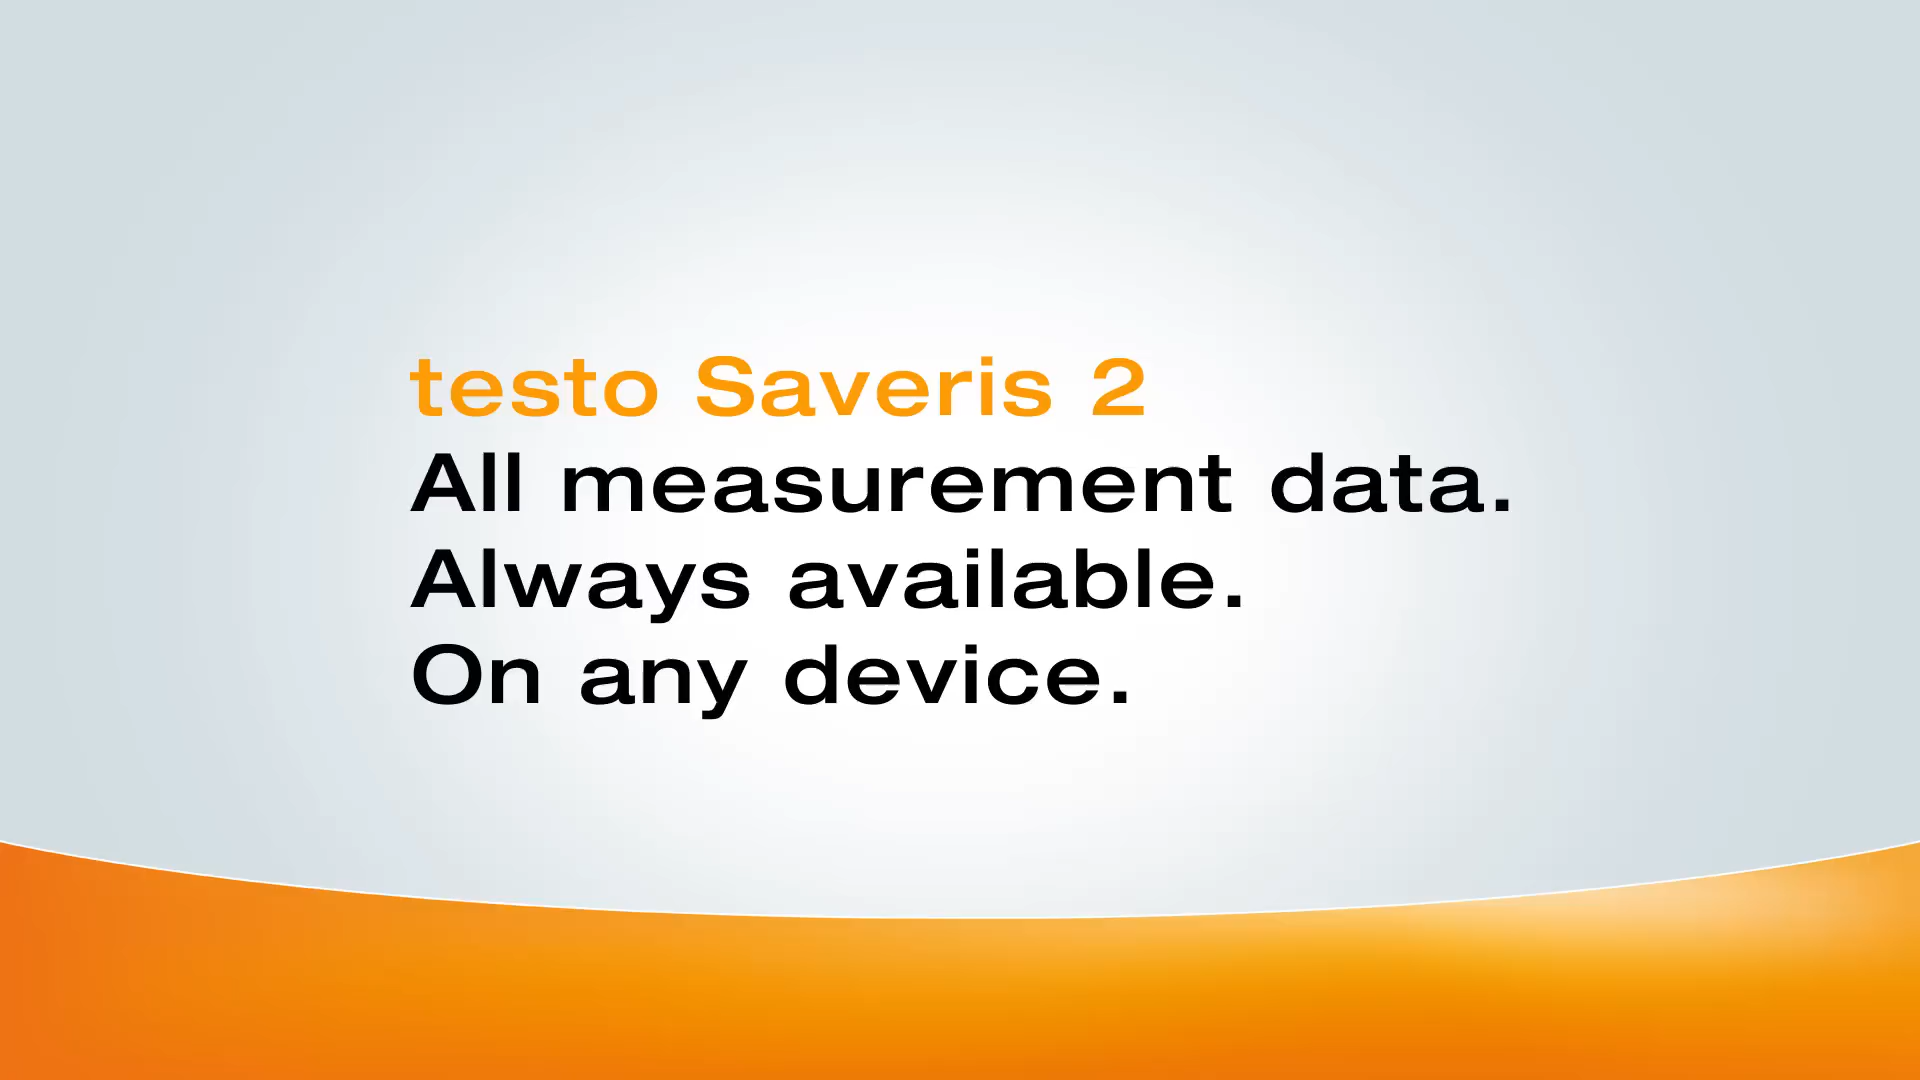 testo Saveris 2
All measurement data.
Always available.
On any device.